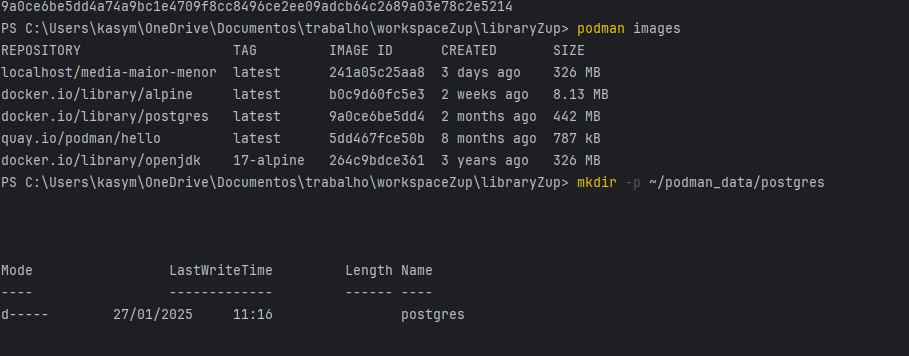 9a0ce6be5dd4a74a9bc1e4709f8cc8496ce2ee09adcb64c2689a03e78c2e5214
PS C:\Users\kasym\OneDrive\Documentos\trabalho\workspaceZup\libraryZup> podman images
REPOSITORY TAG IMAGE ID CREATED SIZE
localhost/media-maior-menor latest 241a05c25aa8 3 days ago 326 MB
docker.io/library/alpine latest b0c9d60fc5e3 2 weeks ago 8.13 MB
docker.io/library/postgres latest 9a0ce6be5dd4 2 months ago 442 MB
quay.io/podman/hello latest 5dd467fce50b 8 months ago 787 kB
docker.io/library/openjdk 17-alpine 264c9bdce361 3 years ago 326 MB
PS C:\Users\kasym\OneDrive\Documentos\trabalho\workspaceZup\libraryZup> mkdir -p ~/podman_data/postgres
Mode LastWriteTime Length Name
---- ------------- ------ ----
d----- 27/01/2025 11:16 postgres